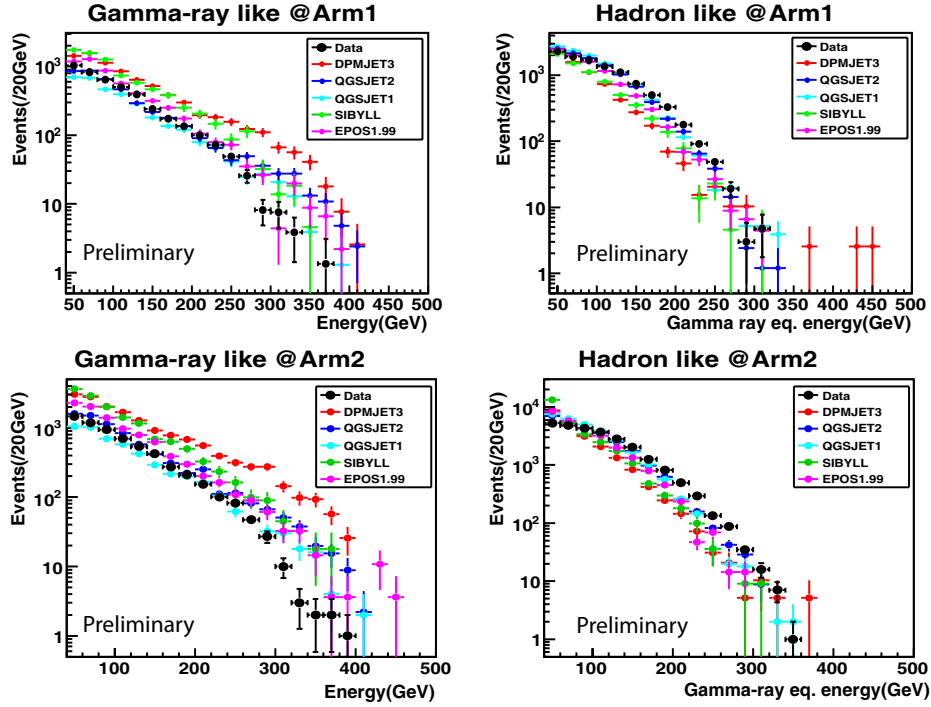 Gamma-ray like @Arm1
Events(/20GeV)
10³
10²
10
1
Data
DPMJET3
QGSJET2
QGSJET1
SIBYLL
EPOS1.99
Preliminary
50 100 150 200 250 300 350 400 450 500
Energy(GeV)
Hadron like @Arm1
Events(/20GeV)
10³
10²
10
1
Data
DPMJET3
QGSJET2
QGSJET1
SIBYLL
EPOS1.99
Preliminary
50 100 150 200 250 300 350 400 450 500
Gamma ray eq. energy(GeV)
Gamma-ray like @Arm2
Events(/20GeV)
10³
10²
10
1
Data
DPMJET3
QGSJET2
QGSJET1
SIBYLL
EPOS1.99
Preliminary
100 200 300 400 500
Energy(GeV)
Hadron like @Arm2
Events(/20GeV)
10⁴
10³
10²
10
1
Data
DPMJET3
QGSJET2
QGSJET1
SIBYLL
EPOS1.99
Preliminary
100 200 300 400 500
Gamma-ray eq. energy(GeV)